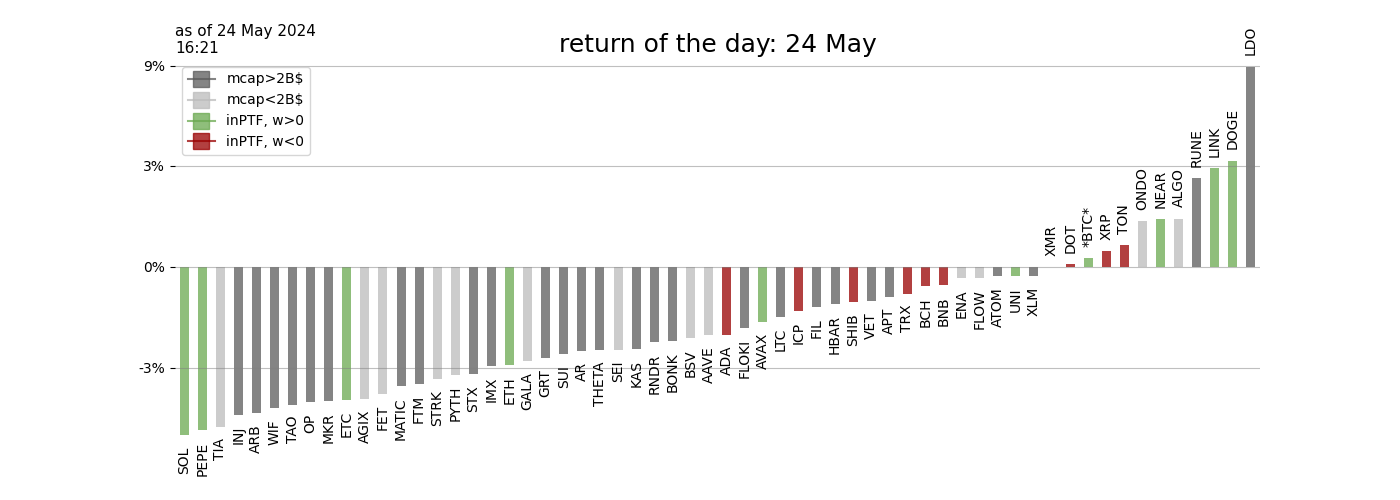 as of 24 May 2024
16:21
return of the day: 24 May
mcap>2B$
mcap<2B$
inPTF, w>0
inPTF, w<0
9%
3%
0%
-3%
SOL
PEPE
TIA
INJ
ARB
WIF
TAO
OP
MKR
ETC
AGIX
FET
MATIC
FTM
STRK
PYTH
STX
IMX
ETH
GALA
GRT
SUI
AR
THETA
SEI
KAS
RNDR
BONK
BSV
AAVE
ADA
FLOKI
AVAX
LTC
ICP
FIL
HBAR
SHIB
VET
APT
TRX
BCH
BNB
ENA
FLOW
ATOM
UNI
XLM
XMR
DOT
*BTC*
XRP
TON
ONDO
NEAR
ALGO
RUNE
LINK
DOGE
LDO